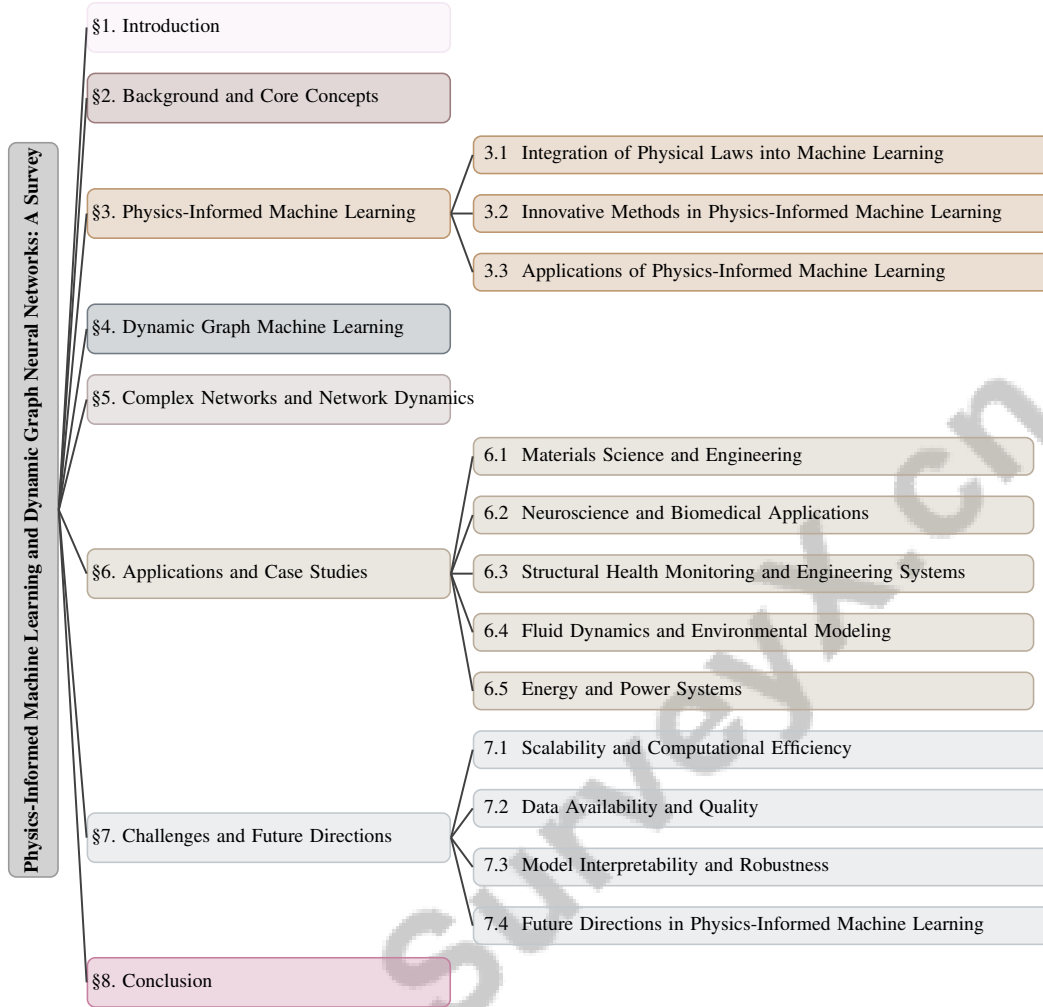 Physics-Informed Machine Learning and Dynamic Graph Neural Networks: A Survey
§1. Introduction
§2. Background and Core Concepts
§3. Physics-Informed Machine Learning
3.1 Integration of Physical Laws into Machine Learning
3.2 Innovative Methods in Physics-Informed Machine Learning
3.3 Applications of Physics-Informed Machine Learning
§4. Dynamic Graph Machine Learning
§5. Complex Networks and Network Dynamics
§6. Applications and Case Studies
6.1 Materials Science and Engineering
6.2 Neuroscience and Biomedical Applications
6.3 Structural Health Monitoring and Engineering Systems
6.4 Fluid Dynamics and Environmental Modeling
6.5 Energy and Power Systems
§7. Challenges and Future Directions
7.1 Scalability and Computational Efficiency
7.2 Data Availability and Quality
7.3 Model Interpretability and Robustness
7.4 Future Directions in Physics-Informed Machine Learning
§8. Conclusion
SurveyX.cn